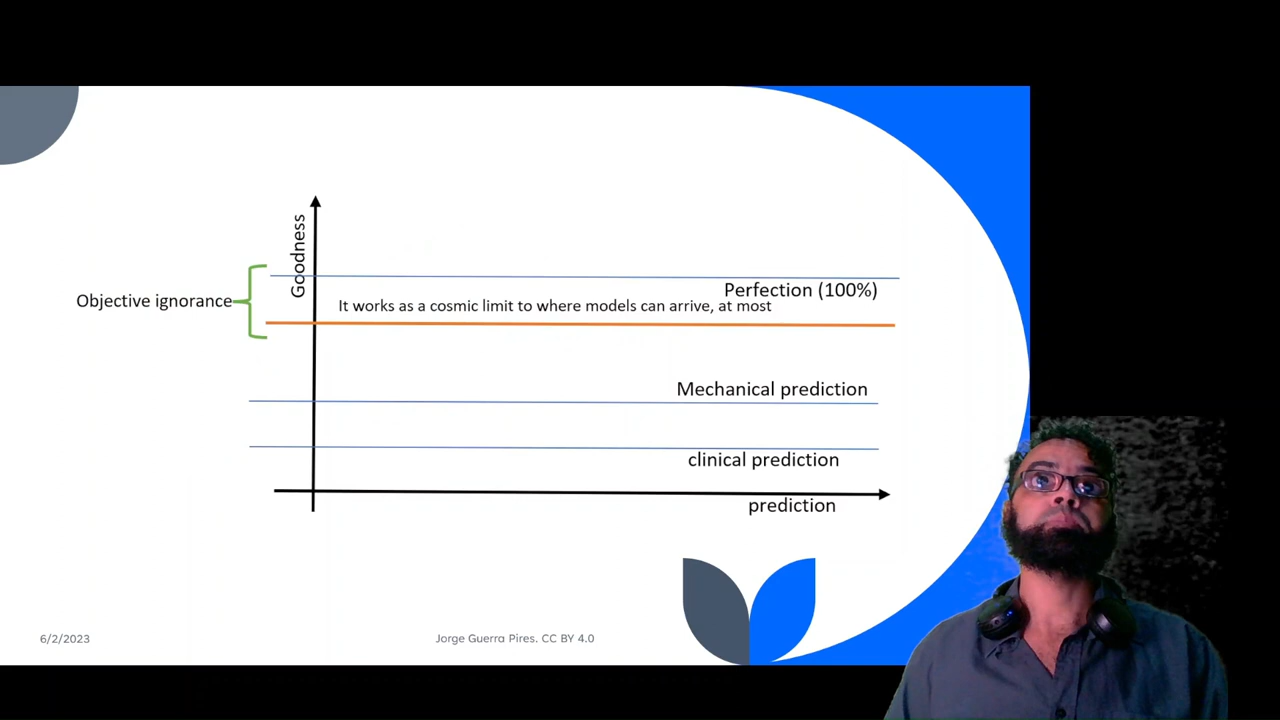 Goodness
Objective ignorance
Perfection (100%)
It works as a cosmic limit to where models can arrive, at most
Mechanical prediction
clinical prediction
prediction
6/2/2023
Jorge Guerra Pires. CC BY 4.0